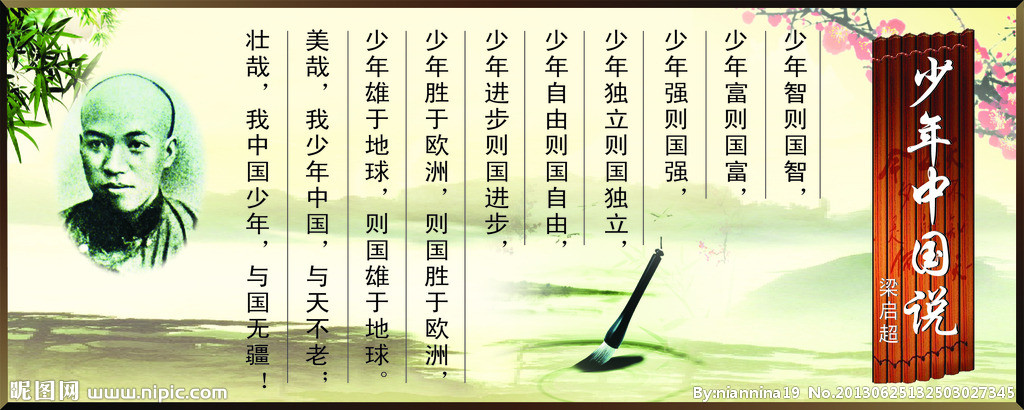 少年中国说
梁启超
少年智则国智，
少年富则国富，
少年强则国强，
少年独立则国独立，
少年自由则国自由，
少年进步则国进步，
少年胜于欧洲，则国胜于欧洲，
少年雄于地球，则国雄于地球。
美哉，我少年中国，与天不老；
壮哉，我中国少年，与国无疆！
昵图网 www.nipic.com
By:niannina19 No.20130625132503027345